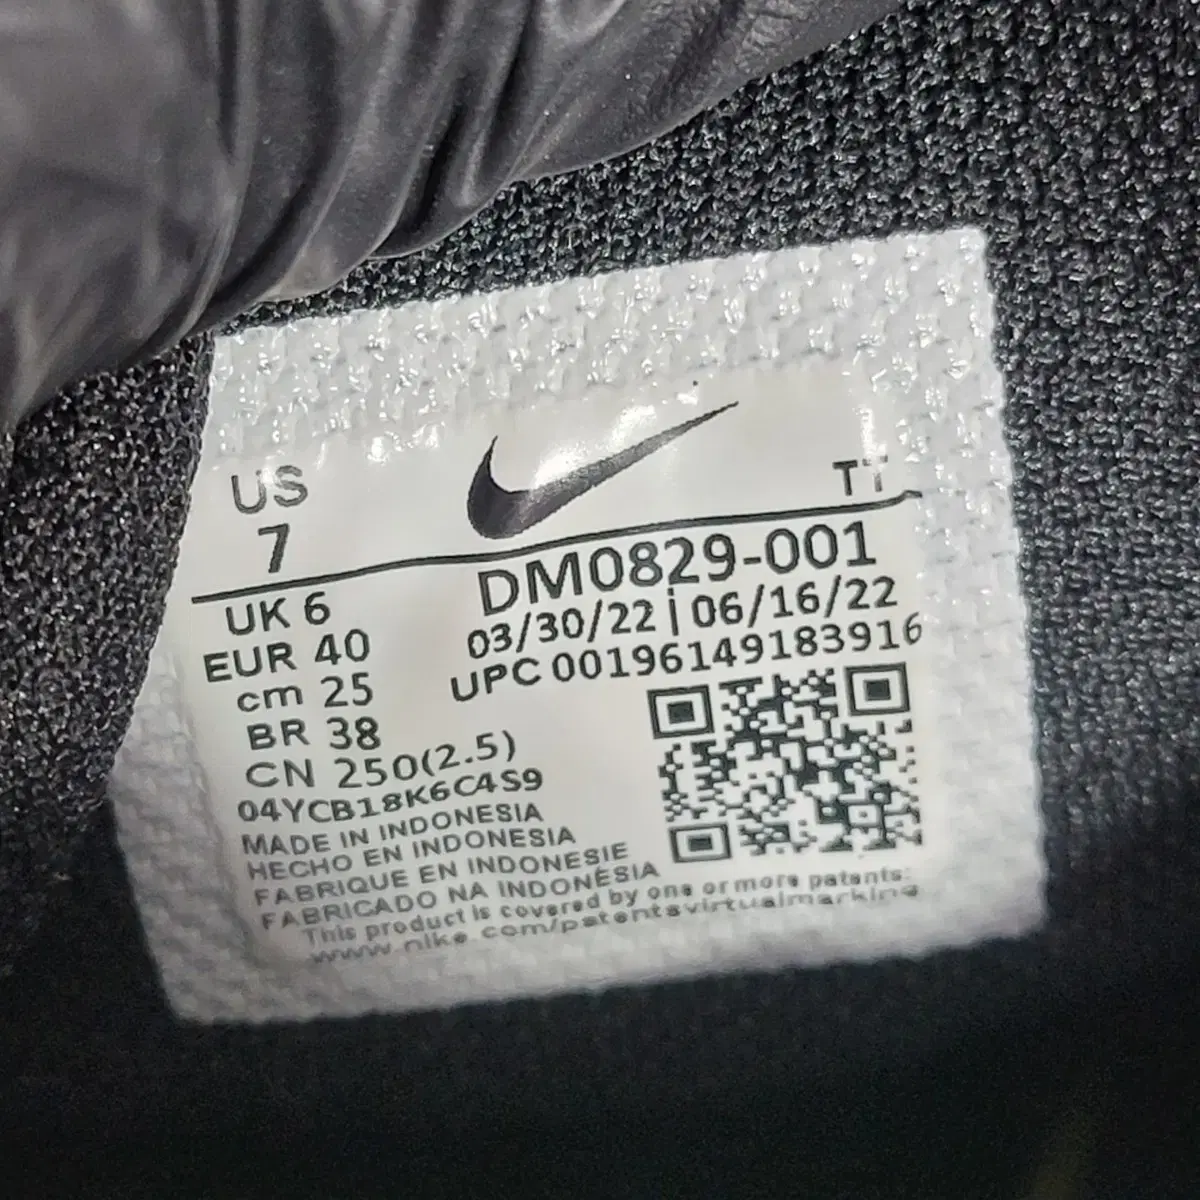 US
TT
7
DM0829-001
UK 6
03/30/22 | 06/16/22
EUR 40
UPC 00196149183916
cm 25
BR 38
CN 250(2.5)
04YCB18K6C4S9
MADE IN INDONESIA
HECHO EN INDONESIA
FABRIQUE EN INDONESIE
FABRICADO NA INDONÉSIA
This product is covered by one or more patents:
www.nike.com/patentsvirtualmarking